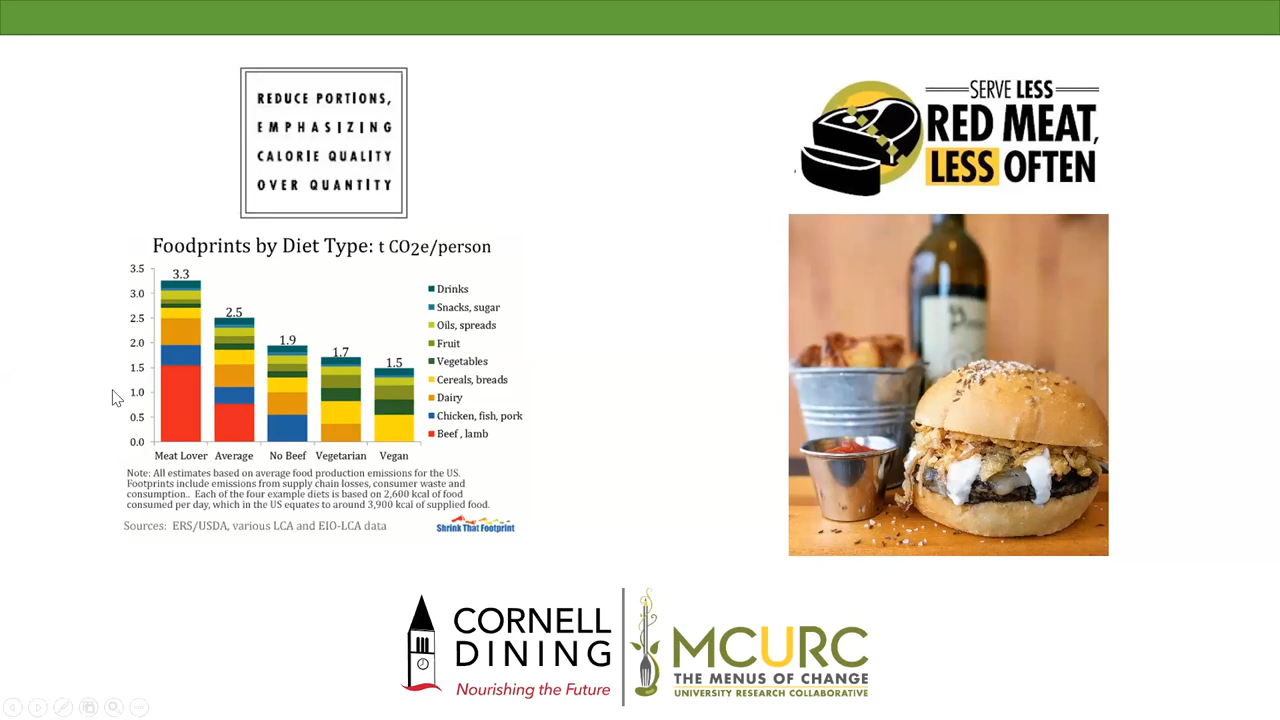 REDUCE PORTIONS,
EMPHASIZING
CALORIE QUALITY
OVER QUANTITY
SERVE LESS
RED MEAT,
LESS OFTEN
Foodprints by Diet Type: t CO2e/person
3.5
3.0
2.5
2.0
1.5
1.0
0.5
0.0
3.3
2.5
1.9
1.7
1.5
Meat Lover
Average
No Beef
Vegetarian
Vegan
Drinks
Snacks, sugar
Oils, spreads
Fruit
Vegetables
Cereals, breads
Dairy
Chicken, fish, pork
Beef , lamb
Note: All estimates based on average food production emissions for the US.
Footprints include emissions from supply chain losses, consumer waste and
consumption.. Each of the four example diets is based on 2,600 kcal of food
consumed per day, which in the US equates to around 3,900 kcal of supplied food.
Sources: ERS/USDA, various LCA and EIO-LCA data
Shrink That Footprint
CORNELL
DINING
Nourishing the Future
MCURC
THE MENUS OF CHANGE
UNIVERSITY RESEARCH COLLABORATIVE